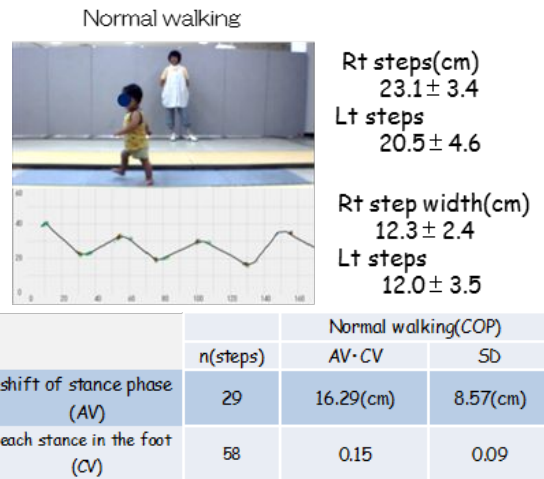 Normal walking
Rt steps(cm)
23.1± 3.4
Lt steps
20.5± 4.6
Rt step width(cm)
12.3± 2.4
Lt steps
12.0± 3.5
60
40
20
0
0 20 40 60 80 100 120 140 160
Normal walking(COP)
n(steps) AV・CV SD
shift of stance phase
(AV)
29 16.29(cm) 8.57(cm)
each stance in the foot
(CV)
58 0.15 0.09